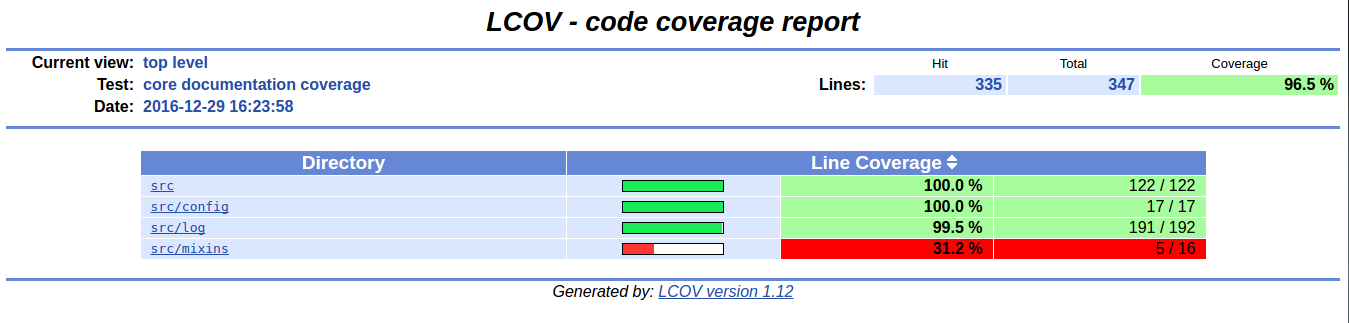 LCOV - code coverage report
Current view: top level
Hit Total Coverage
Test: core documentation coverage
Lines: 335 347 96.5 %
Date: 2016-12-29 16:23:58
Directory Line Coverage
src 100.0 % 122 / 122
src/config 100.0 % 17 / 17
src/log 99.5 % 191 / 192
src/mixins 31.2 % 5 / 16
Generated by: LCOV version 1.12